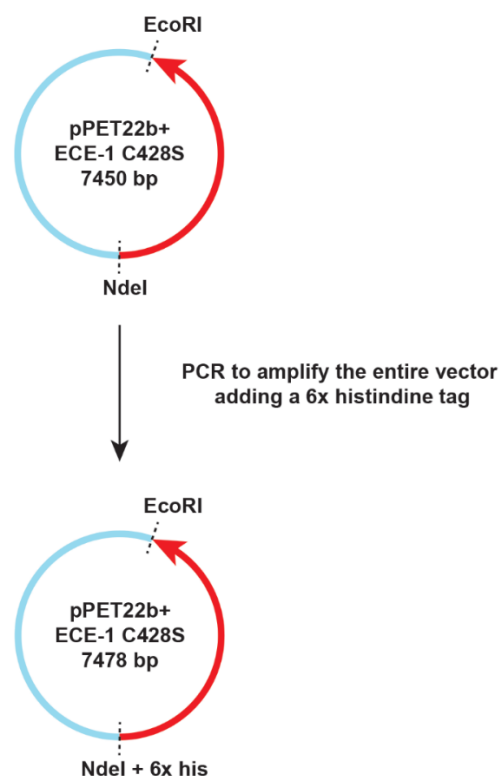 EcoRI
pPET22b+
ECE-1 C428S
7450 bp
NdeI
PCR to amplify the entire vector
adding a 6x histindine tag
EcoRI
pPET22b+
ECE-1 C428S
7478 bp
NdeI + 6x his